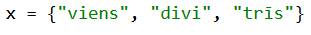 x = {"viens", "divi", "trīs"}